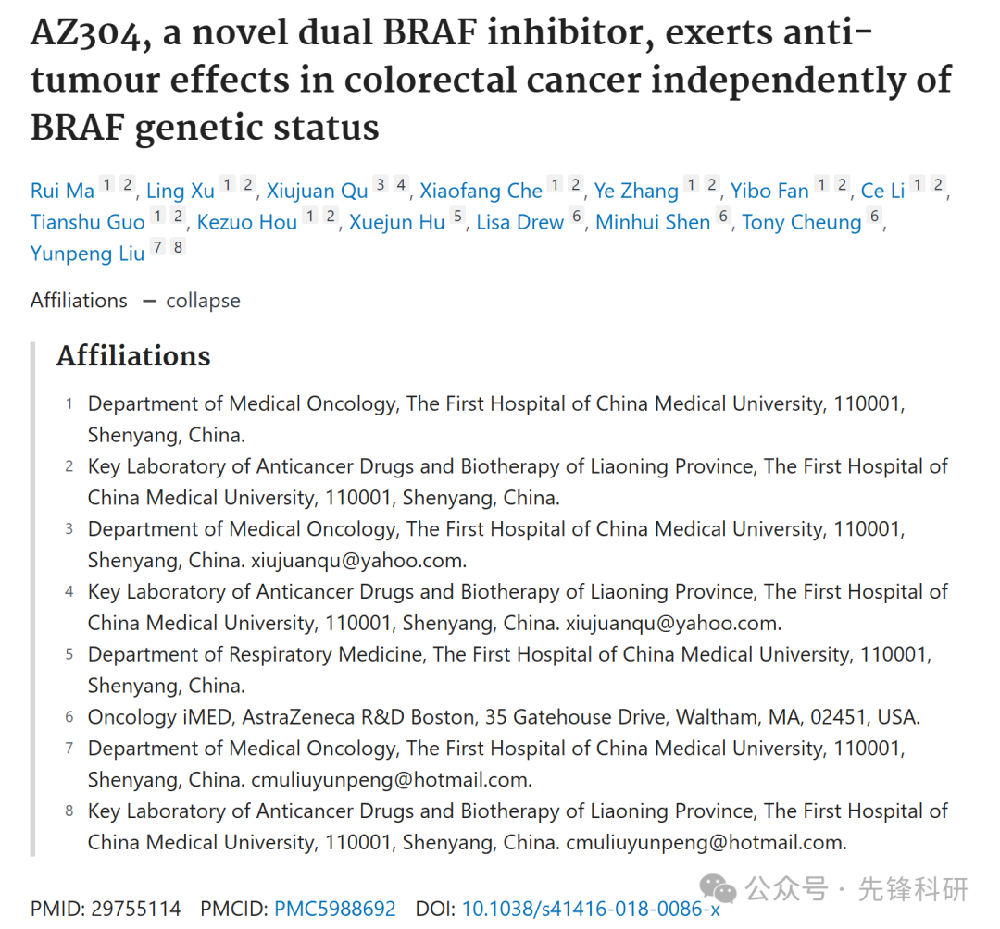 AZ304, a novel dual BRAF inhibitor, exerts anti-
tumour effects in colorectal cancer independently of
BRAF genetic status
Rui Ma 1 2, Ling Xu 1 2, Xiujuan Qu 3 4, Xiaofang Che 1 2, Ye Zhang 1 2, Yibo Fan 1 2, Ce Li 1 2,
Tianshu Guo 1 2, Kezuo Hou 1 2, Xuejun Hu 5, Lisa Drew 6, Minhui Shen 6, Tony Cheung 6,
Yunpeng Liu 7 8
Affiliations — collapse
Affiliations
1 Department of Medical Oncology, The First Hospital of China Medical University, 110001,
Shenyang, China.
2 Key Laboratory of Anticancer Drugs and Biotherapy of Liaoning Province, The First Hospital of
China Medical University, 110001, Shenyang, China.
3 Department of Medical Oncology, The First Hospital of China Medical University, 110001,
Shenyang, China. xiujuanqu@yahoo.com.
4 Key Laboratory of Anticancer Drugs and Biotherapy of Liaoning Province, The First Hospital of
China Medical University, 110001, Shenyang, China. xiujuanqu@yahoo.com.
5 Department of Respiratory Medicine, The First Hospital of China Medical University, 110001,
Shenyang, China.
6 Oncology iMED, AstraZeneca R&D Boston, 35 Gatehouse Drive, Waltham, MA, 02451, USA.
7 Department of Medical Oncology, The First Hospital of China Medical University, 110001,
Shenyang, China. cmuliuyunpeng@hotmail.com.
8 Key Laboratory of Anticancer Drugs and Biotherapy of Liaoning Province, The First Hospital of
China Medical University, 110001, Shenyang, China. cmuliuyunpeng@hotmail.com.
公众号 · 先锋科研
PMID: 29755114 PMCID: PMC5988692 DOI: 10.1038/s41416-018-0086-x